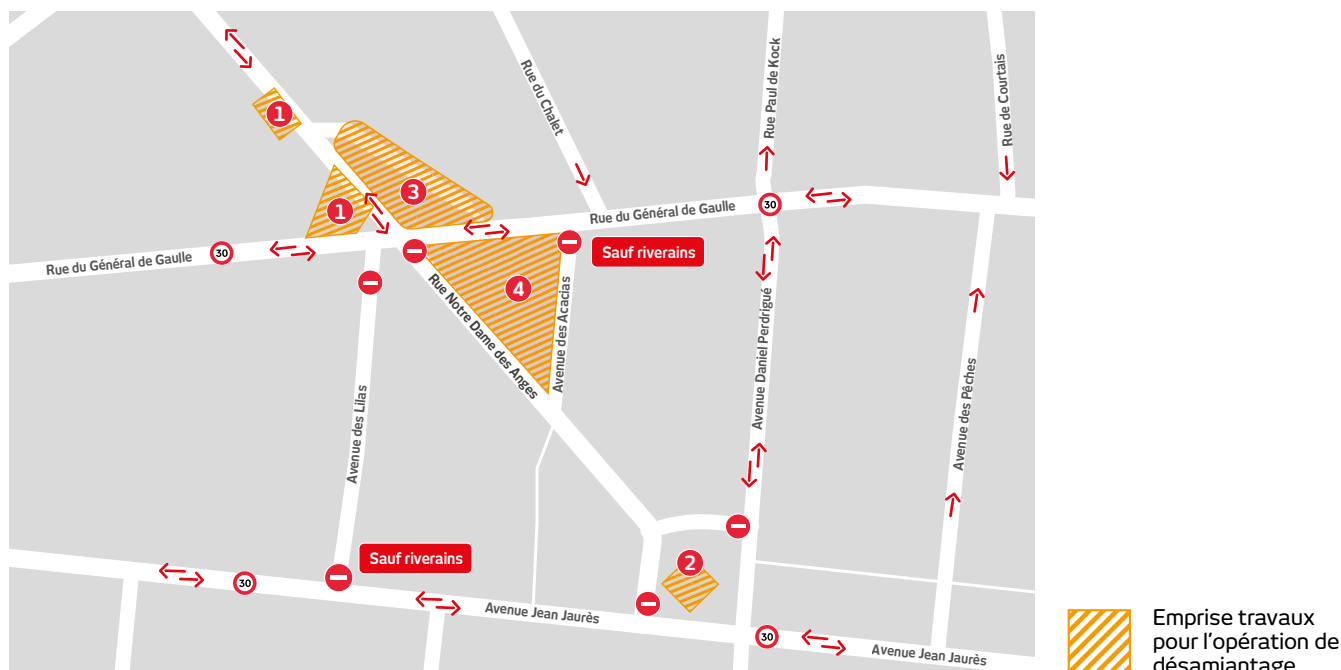 Rue du Chalet
Rue Paul de Kock
Rue de Courtais
1
3
1
Rue du Général de Gaulle
30
Sauf riverains
30
Rue du Général de Gaulle
4
Rue Notre Dame des Anges
Avenue des Acacias
Avenue Daniel Perdrigué
Avenue des Lilas
Avenue des Pêches
Sauf riverains
2
30
Avenue Jean Jaurès
30
Avenue Jean Jaurès
Emprise travaux
pour l'opération de
désamiantage